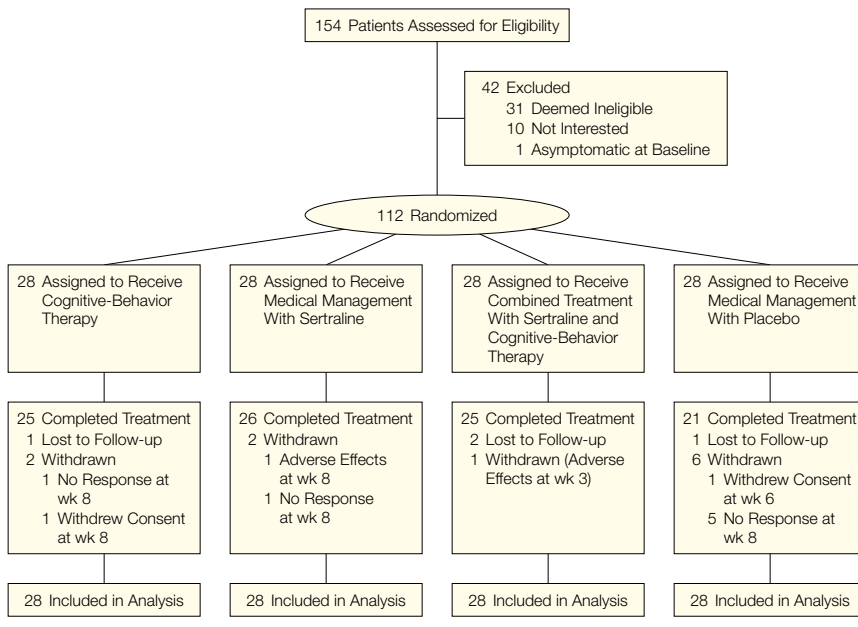 154 Patients Assessed for Eligibility
42 Excluded
31 Deemed Ineligible
10 Not Interested
1 Asymptomatic at Baseline
112 Randomized
28 Assigned to Receive
Cognitive-Behavior
Therapy
28 Assigned to Receive
Medical Management
With Sertraline
28 Assigned to Receive
Combined Treatment
With Sertraline and
Cognitive-Behavior
Therapy
28 Assigned to Receive
Medical Management
With Placebo
25 Completed Treatment
1 Lost to Follow-up
2 Withdrawn
1 No Response at
wk 8
1 Withdrew Consent
at wk 8
26 Completed Treatment
2 Withdrawn
1 Adverse Effects
at wk 8
1 No Response
at wk 8
25 Completed Treatment
2 Lost to Follow-up
1 Withdrawn (Adverse
Effects at wk 3)
21 Completed Treatment
1 Lost to Follow-up
6 Withdrawn
1 Withdrew Consent
at wk 6
5 No Response at
wk 8
28 Included in Analysis
28 Included in Analysis
28 Included in Analysis
28 Included in Analysis